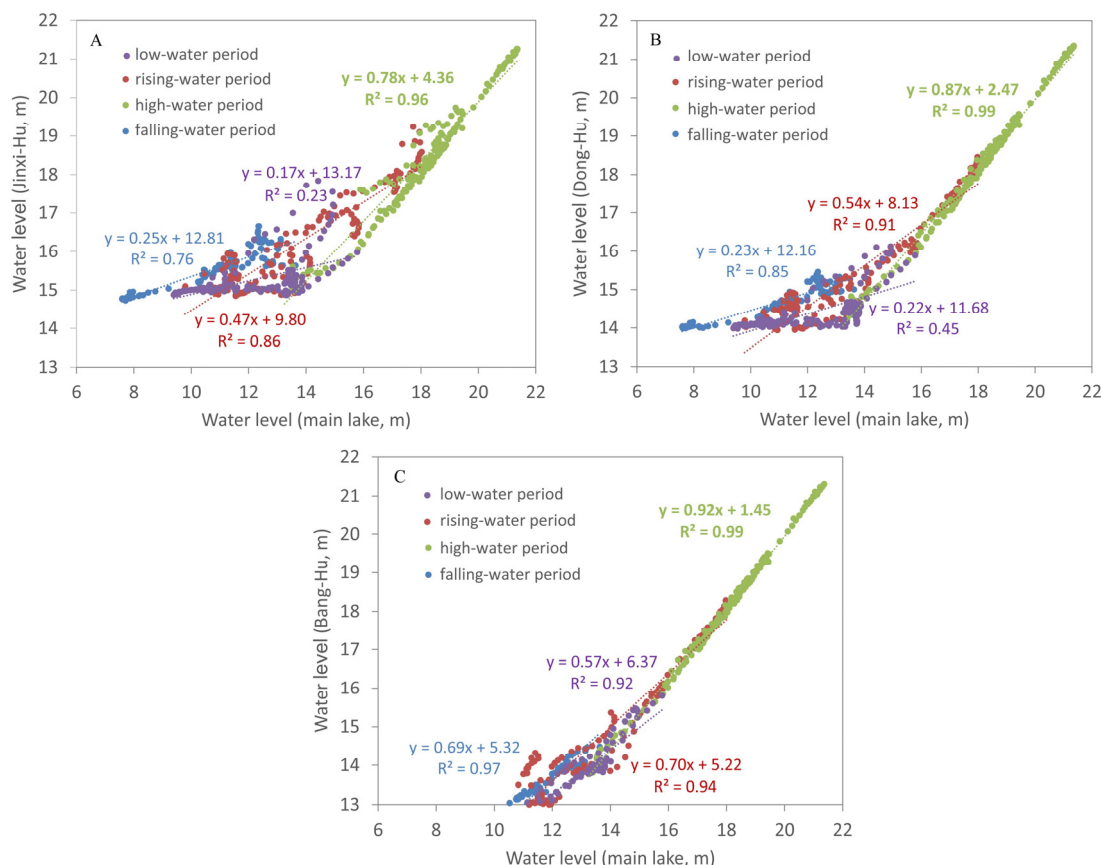 A
low-water period
rising-water period
high-water period
falling-water period
y = 0.78x + 4.36
R² = 0.96
y = 0.17x + 13.17
R² = 0.23
y = 0.25x + 12.81
R² = 0.76
y = 0.47x + 9.80
R² = 0.86
22
21
20
19
18
17
16
15
14
13
6 8 10 12 14 16 18 20 22
Water level (Jinxi-Hu, m)
Water level (main lake, m)
B
low-water period
rising-water period
high-water period
falling-water period
y = 0.87x + 2.47
R² = 0.99
y = 0.54x + 8.13
R² = 0.91
y = 0.23x + 12.16
R² = 0.85
y = 0.22x + 11.68
R² = 0.45
22
21
20
19
18
17
16
15
14
13
6 8 10 12 14 16 18 20 22
Water level (Dong-Hu, m)
Water level (main lake, m)
C
low-water period
rising-water period
high-water period
falling-water period
y = 0.92x + 1.45
R² = 0.99
y = 0.57x + 6.37
R² = 0.92
y = 0.69x + 5.32
R² = 0.97
y = 0.70x + 5.22
R² = 0.94
22
21
20
19
18
17
16
15
14
13
6 8 10 12 14 16 18 20 22
Water level (Bang-Hu, m)
Water level (main lake, m)